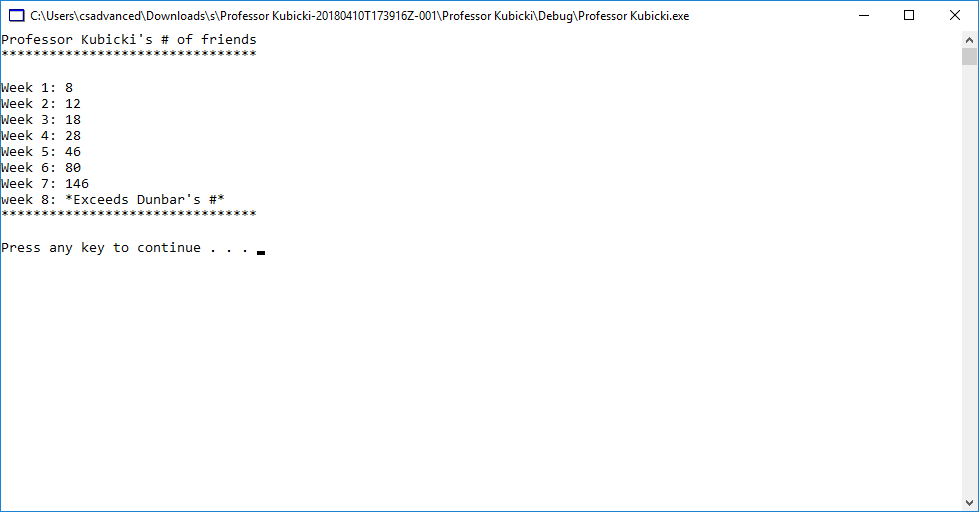 C:\Users\csadvanced\Downloads\s\Professor Kubicki-20180410T173916Z-001\Professor Kubicki\Debug\Professor Kubicki.exe
Professor Kubicki's # of friends
********************************
Week 1: 8
Week 2: 12
Week 3: 18
Week 4: 28
Week 5: 46
Week 6: 80
Week 7: 146
week 8: *Exceeds Dunbar's #*
********************************
Press any key to continue . . .